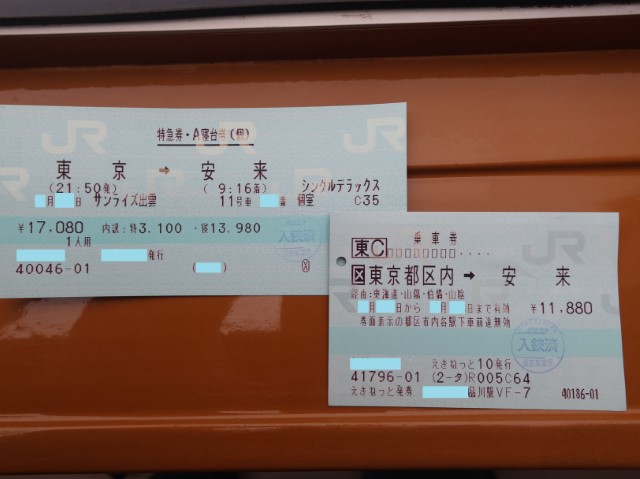 特急券・A寝台券(個)
東京 → 安来
(21:50発) (9:16着) シングルデラックス
月 日 サンライズ出雲 11号車 番 個室 C35
¥17,080 内訳:特3,100・寝13,980
1人用
発行
40046-01
入鋏済
乗車券
東C
区 東京都区内 → 安来
経由:東海道・山陽・伯備・山陰
月 日から 月 日まで有効 ¥11,880
券面表示の都区市内各駅下車前途無効
入鋏済
えきねっと10発行
41796-01 (2-タ)R005C64
えきねっと発券 品川駅VF-7 40186-01